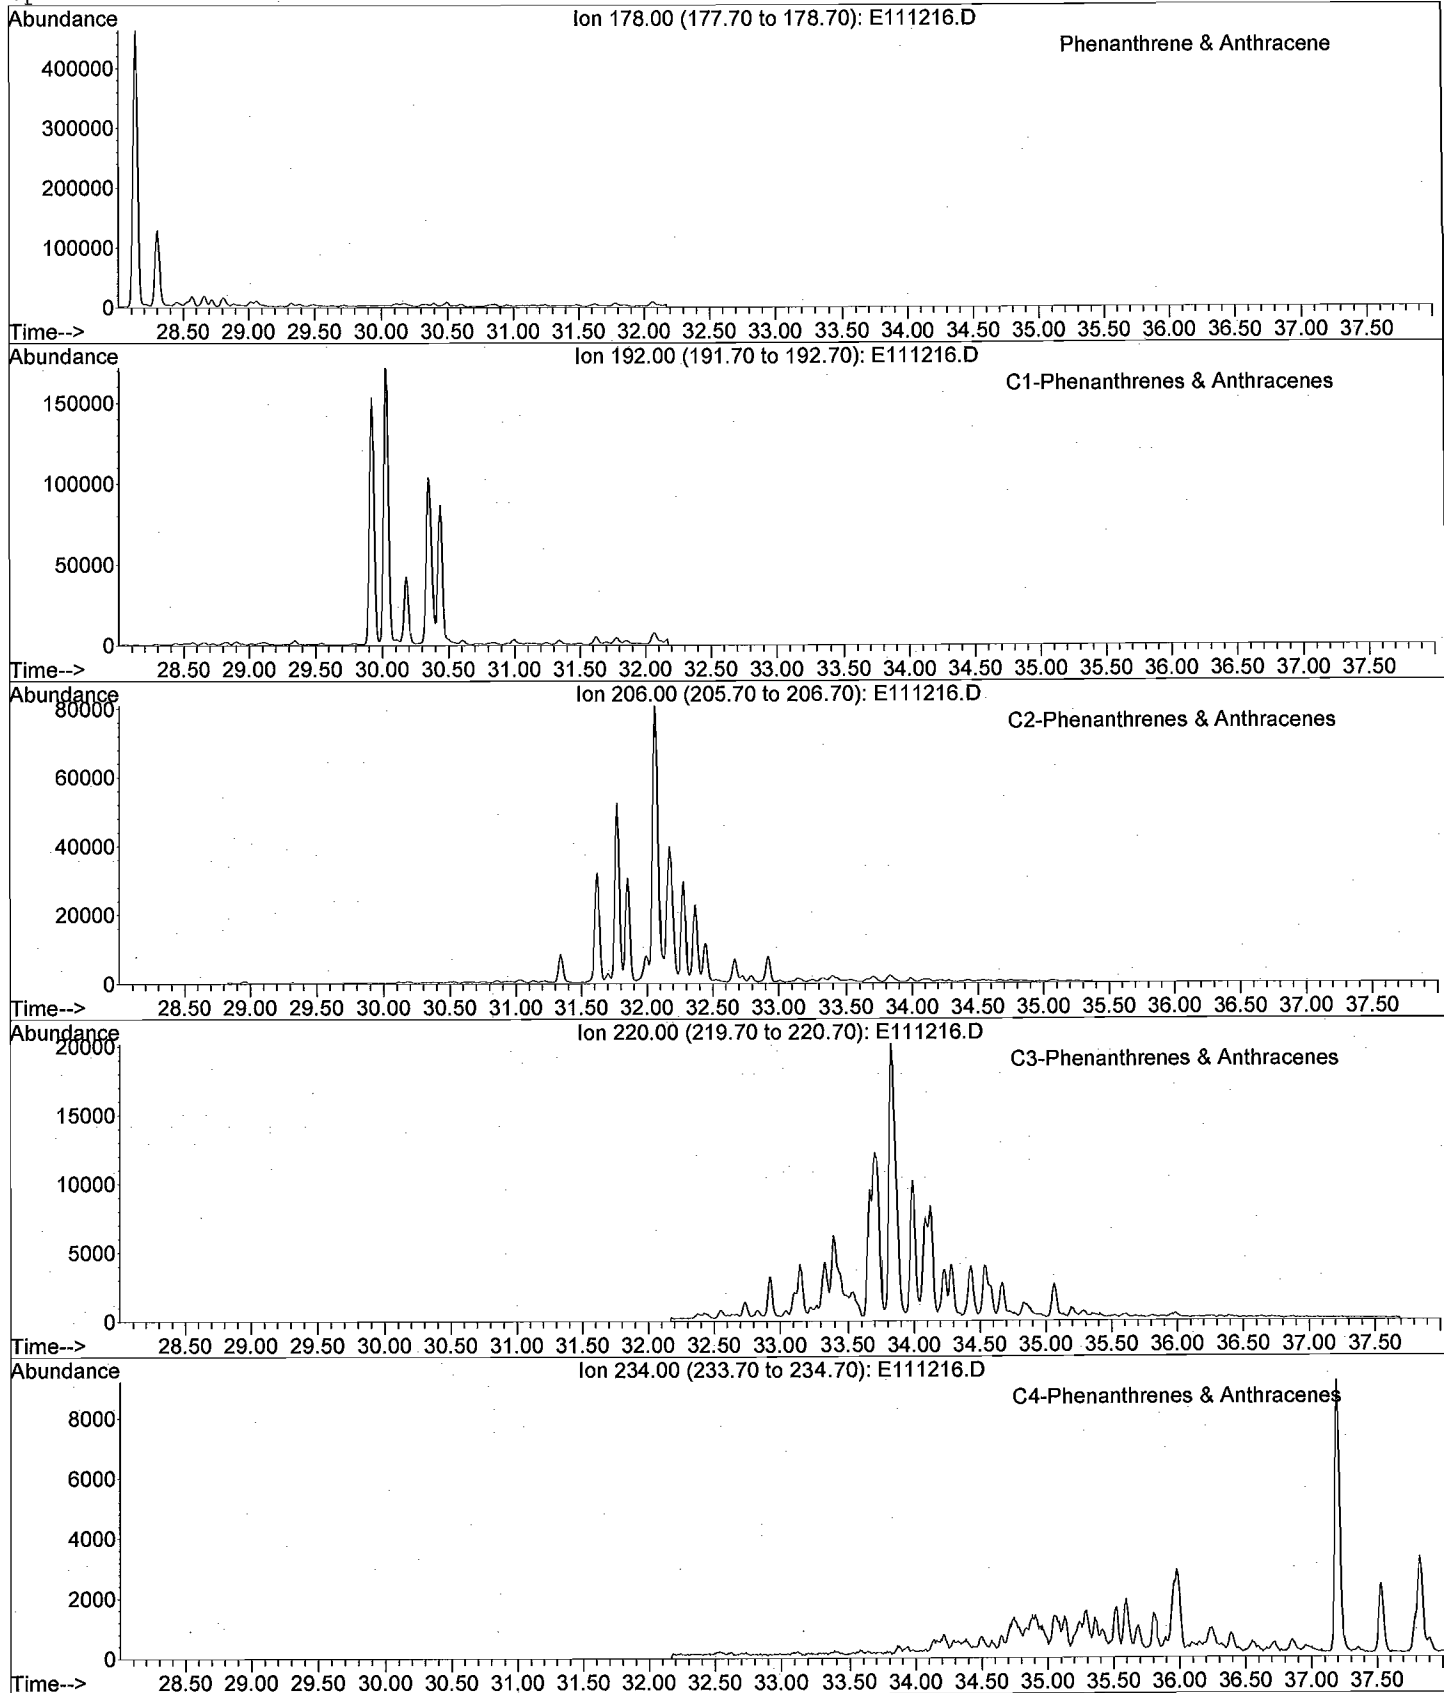 Abundance
Ion 178.00 (177.70 to 178.70): E111216.D
Phenanthrene & Anthracene
400000
300000
200000
100000
0
Time--> 28.50 29.00 29.50 30.00 30.50 31.00 31.50 32.00 32.50 33.00 33.50 34.00 34.50 35.00 35.50 36.00 36.50 37.00 37.50
Abundance
Ion 192.00 (191.70 to 192.70): E111216.D
C1-Phenanthrenes & Anthracenes
150000
100000
50000
0
Time--> 28.50 29.00 29.50 30.00 30.50 31.00 31.50 32.00 32.50 33.00 33.50 34.00 34.50 35.00 35.50 36.00 36.50 37.00 37.50
Abundance
Ion 206.00 (205.70 to 206.70): E111216.D
C2-Phenanthrenes & Anthracenes
80000
60000
40000
20000
0
Time--> 28.50 29.00 29.50 30.00 30.50 31.00 31.50 32.00 32.50 33.00 33.50 34.00 34.50 35.00 35.50 36.00 36.50 37.00 37.50
Abundance
Ion 220.00 (219.70 to 220.70): E111216.D
C3-Phenanthrenes & Anthracenes
20000
15000
10000
5000
0
Time--> 28.50 29.00 29.50 30.00 30.50 31.00 31.50 32.00 32.50 33.00 33.50 34.00 34.50 35.00 35.50 36.00 36.50 37.00 37.50
Abundance
Ion 234.00 (233.70 to 234.70): E111216.D
C4-Phenanthrenes & Anthracenes
8000
6000
4000
2000
0
Time--> 28.50 29.00 29.50 30.00 30.50 31.00 31.50 32.00 32.50 33.00 33.50 34.00 34.50 35.00 35.50 36.00 36.50 37.00 37.50